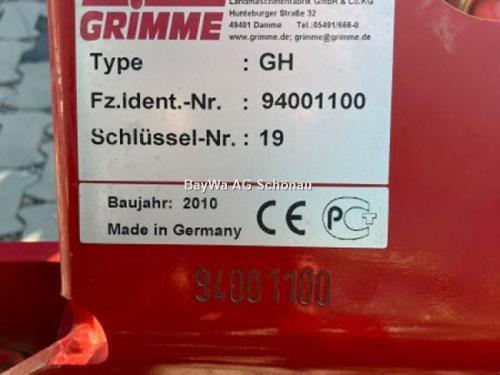 GRIMME
Landmaschinenfabrik GmbH & Co.KG
Hunteburger Straße 32
49401 Damme Tel.:05491/666-0
www.grimme.de; grimme@grimme.de
Type : GH
Fz.ident.-Nr. : 94001100
Schlüssel-Nr. : 19
BayWa AG Schönau
Baujahr: 2010
Made in Germany
CE
PCT
94001100